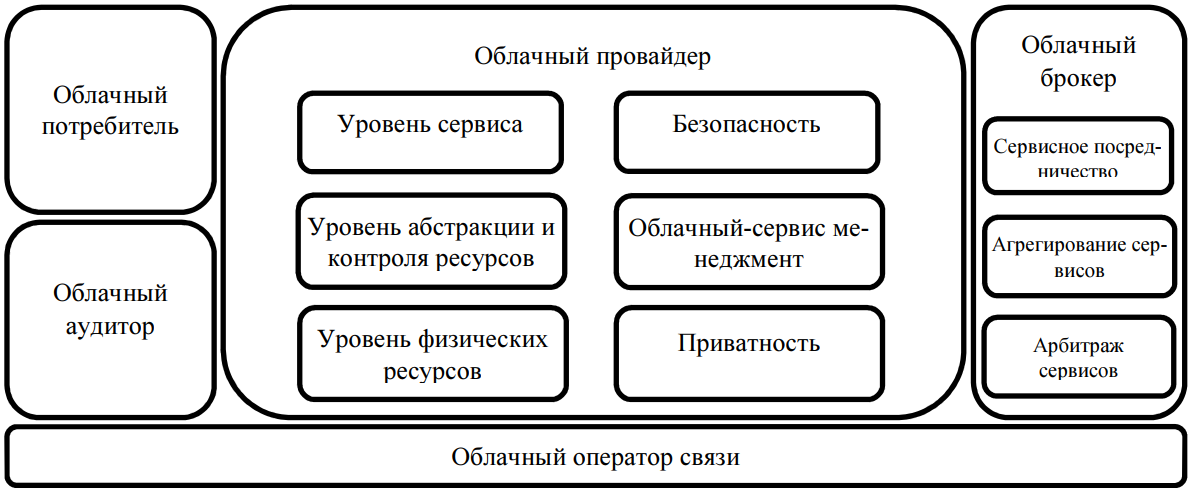 Облачный
потребитель
Облачный
аудитор
Облачный провайдер
Уровень сервиса
Безопасность
Уровень абстракции и
контроля ресурсов
Облачный-сервис ме-
неджмент
Уровень физических
ресурсов
Приватность
Облачный
брокер
Сервисное посред-
ничество
Агрегирование сер-
висов
Арбитраж
сервисов
Облачный оператор связи